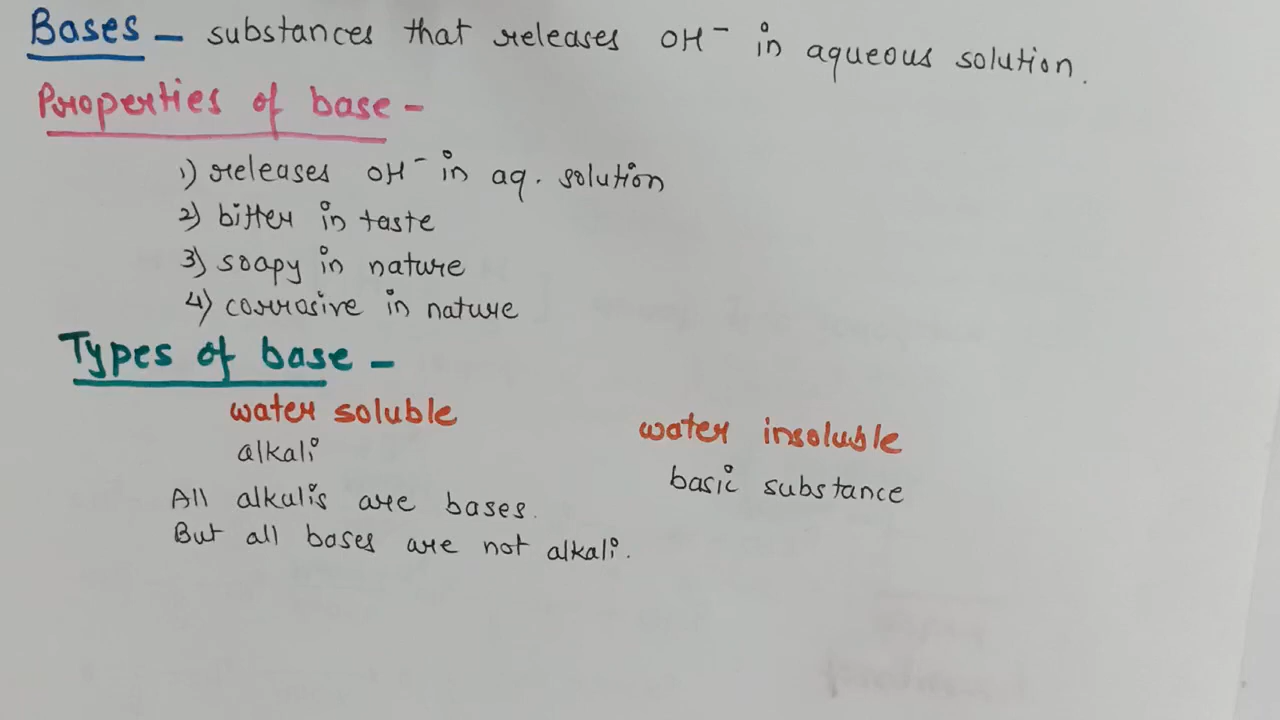 Bases - substances that releases OH⁻ in aqueous solution.
Properties of base -
1) releases OH⁻ in aq. solution
2) bitter in taste
3) soapy in nature
4) corrosive in nature
Types of base -
water soluble water insoluble
alkali basic substance
All alkalis are bases.
But all bases are not alkali.